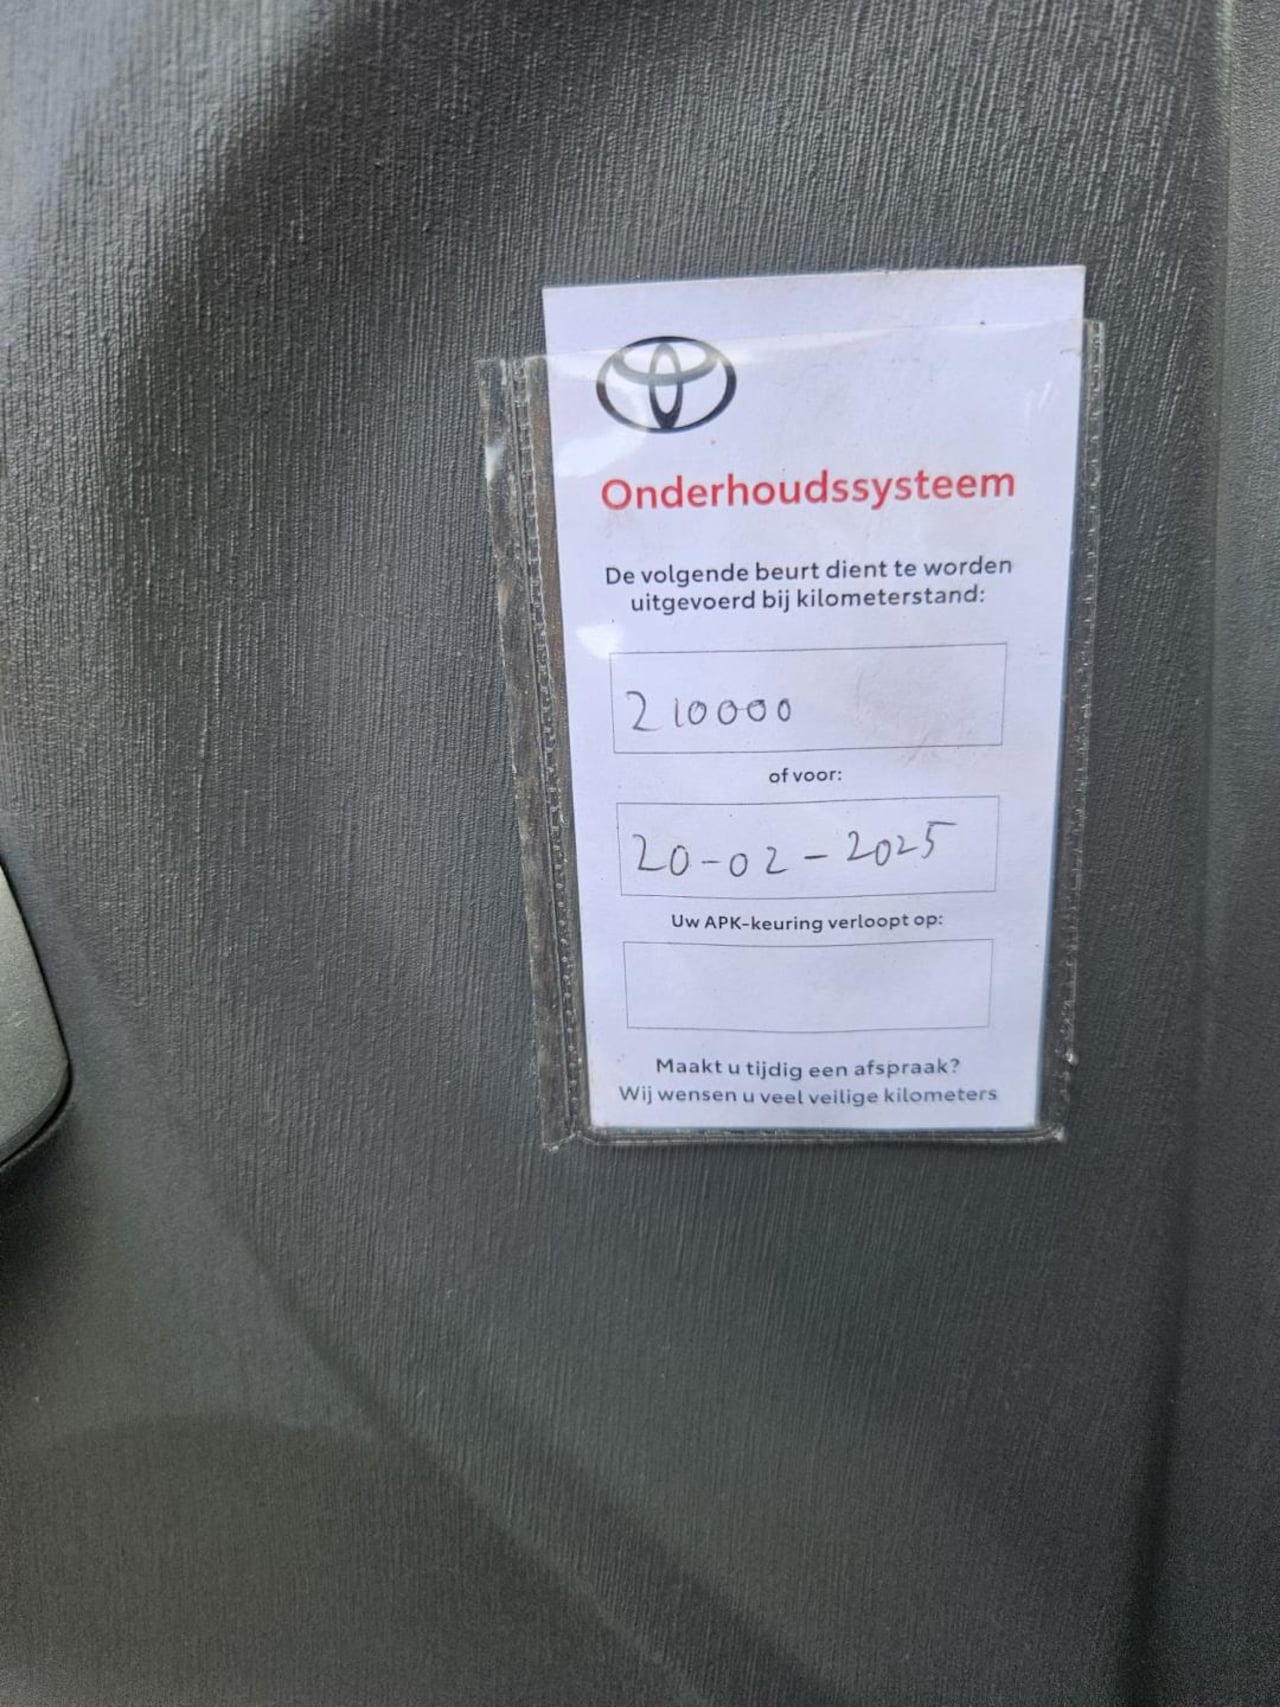 Onderhoudssysteem
De volgende beurt dient te worden
uitgevoerd bij kilometerstand:
210000
of voor:
20-02-2025
Uw APK-keuring verloopt op:
Maakt u tijdig een afspraak?
Wij wensen u veel veilige kilometers